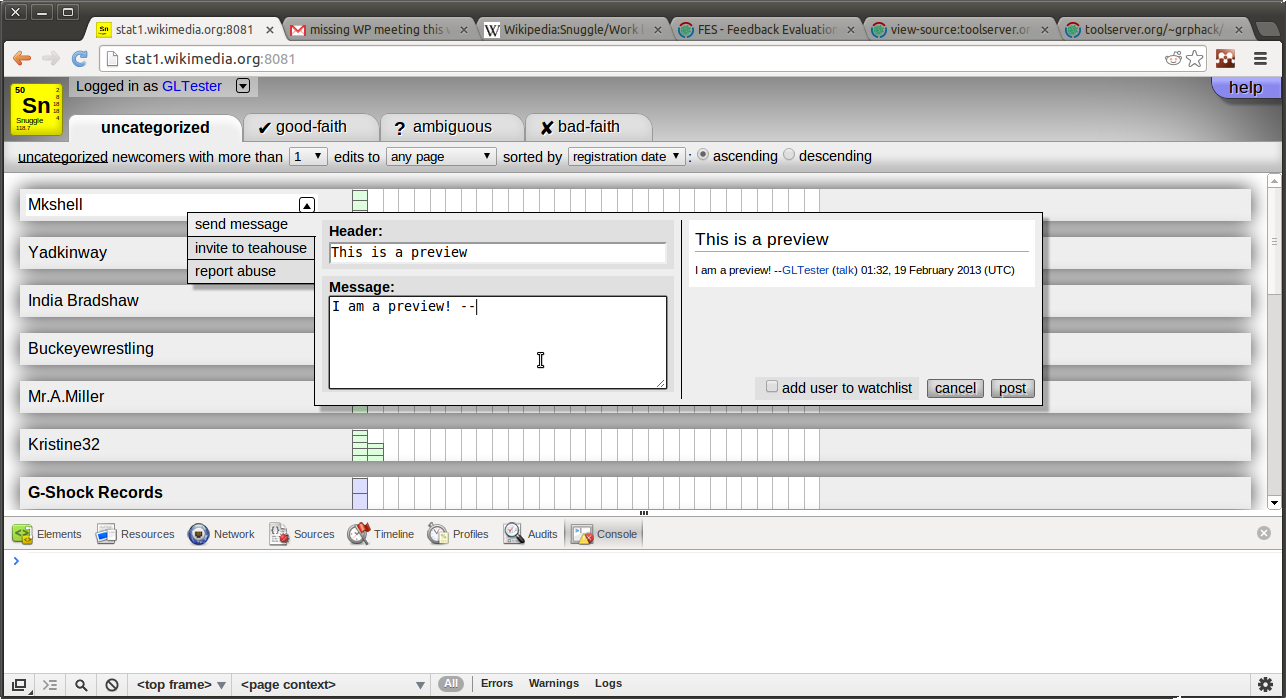 stat1.wikimedia.org:8081
missing WP meeting this
Wikipedia:Snuggle/Work
FES - Feedback Evaluation
view-source:toolserver.or
toolserver.org/~grphack/
stat1.wikimedia.org:8081
50
2
8
18
18
4
Sn
Snuggle
118.7
Logged in as GLTester
help
uncategorized
✔ good-faith
? ambiguous
✘ bad-faith
uncategorized newcomers with more than 1 edits to any page sorted by registration date : ascending descending
Mkshell
send message
invite to teahouse
report abuse
Header:
This is a preview
Message:
I am a preview! --
This is a preview
I am a preview! --GLTester (talk) 01:32, 19 February 2013 (UTC)
add user to watchlist
cancel
post
Yadkinway
India Bradshaw
Buckeyewrestling
Mr.A.Miller
Kristine32
G-Shock Records
Elements
Resources
Network
Sources
Timeline
Profiles
Audits
Console
>
<top frame>
<page context>
All
Errors
Warnings
Logs